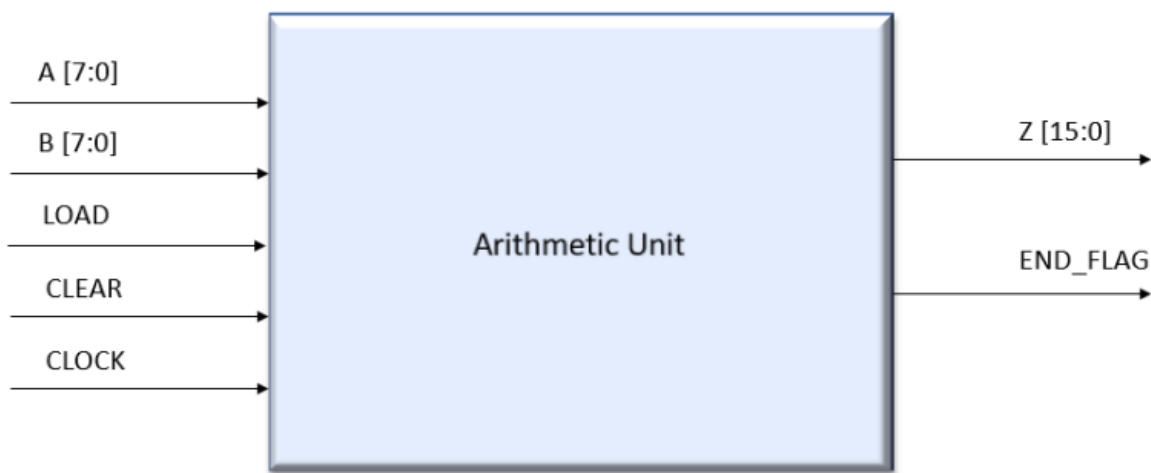 A [7:0]
B [7:0]
LOAD
CLEAR
CLOCK
Arithmetic Unit
Z [15:0]
END_FLAG